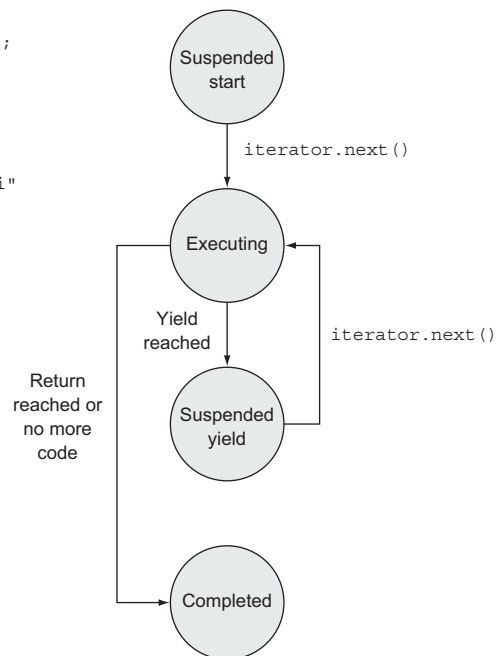 ;
Suspended
start
iterator.next()
i"
Executing
Yield
reached
iterator.next()
Return
reached or
no more
code
Suspended
yield
Completed